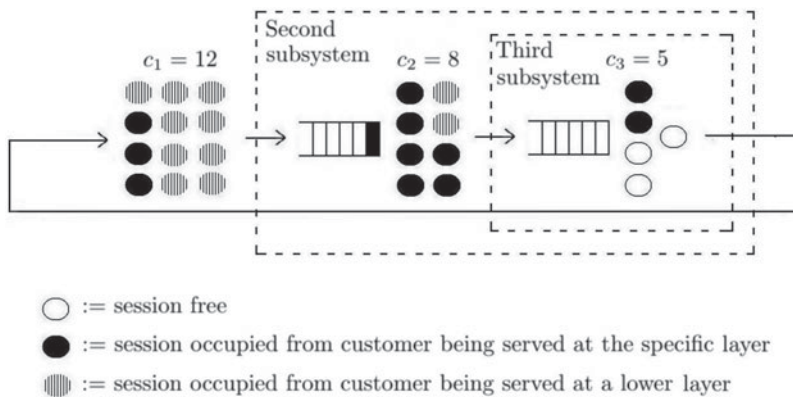 Second
subsystem
Third
subsystem
c₁ = 12
c₂ = 8
c₃ = 5
:= session free
:= session occupied from customer being served at the specific layer
:= session occupied from customer being served at a lower layer